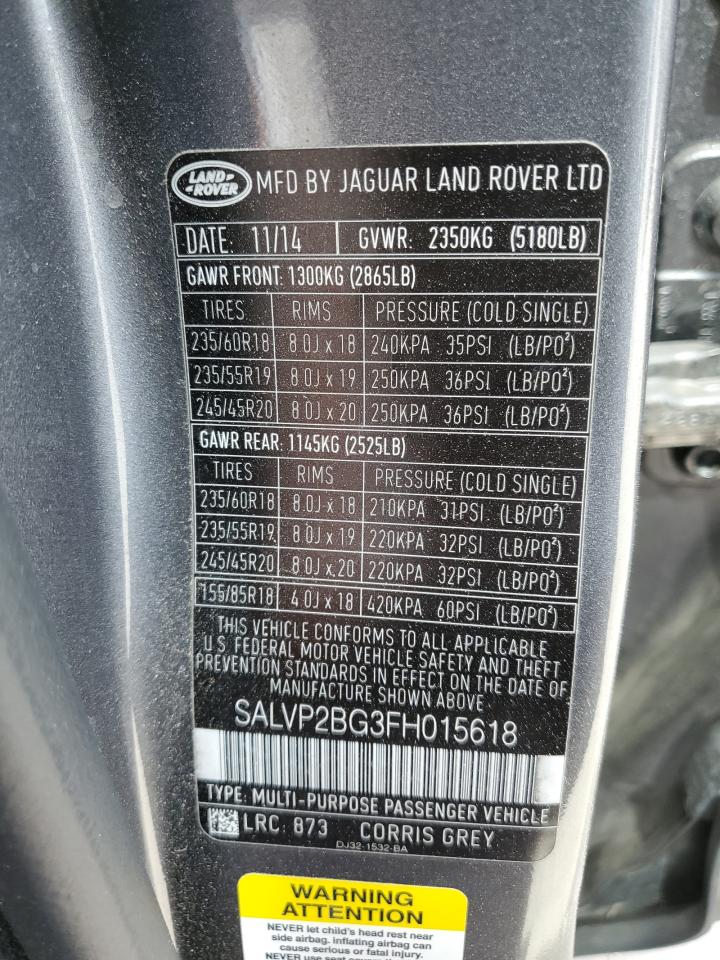 LAND-
-ROVER MFD BY JAGUAR LAND ROVER LTD
DATE: 11/14 GVWR: 2350KG (5180LB)
GAWR FRONT: 1300KG (2865LB)
TIRES RIMS PRESSURE (COLD SINGLE)
235/60R18 8.0J x 18 240KPA 35PSI (LB/PO²)
235/55R19 8.0J x 19 250KPA 36PSI (LB/PO²)
245/45R20 8.0J x 20 250KPA 36PSI (LB/PO²)
GAWR REAR: 1145KG (2525LB)
TIRES RIMS PRESSURE (COLD SINGLE)
235/60R18 8.0J x 18 210KPA 31PSI (LB/PO²)
235/55R19 8.0J x 19 220KPA 32PSI (LB/PO²)
245/45R20 8.0J x 20 220KPA 32PSI (LB/PO²)
155/85R18 4.0J x 18 420KPA 60PSI (LB/PO²)
THIS VEHICLE CONFORMS TO ALL APPLICABLE
U.S. FEDERAL MOTOR VEHICLE SAFETY AND THEFT
PREVENTION STANDARDS IN EFFECT ON THE DATE OF
MANUFACTURE SHOWN ABOVE
SALVP2BG3FH015618
TYPE: MULTI-PURPOSE PASSENGER VEHICLE
LRC: 873 CORRIS GREY
DJ32-1532-BA
WARNING
ATTENTION
NEVER let child's head rest near
side airbag. inflating airbag can
cause serious or fatal injury.